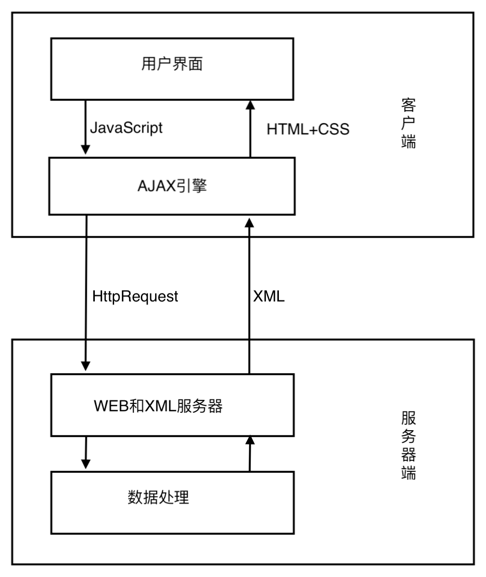 用户界面
客户端
JavaScript
HTML+CSS
AJAX引擎
HttpRequest
XML
WEB和XML服务器
服务器端
数据处理